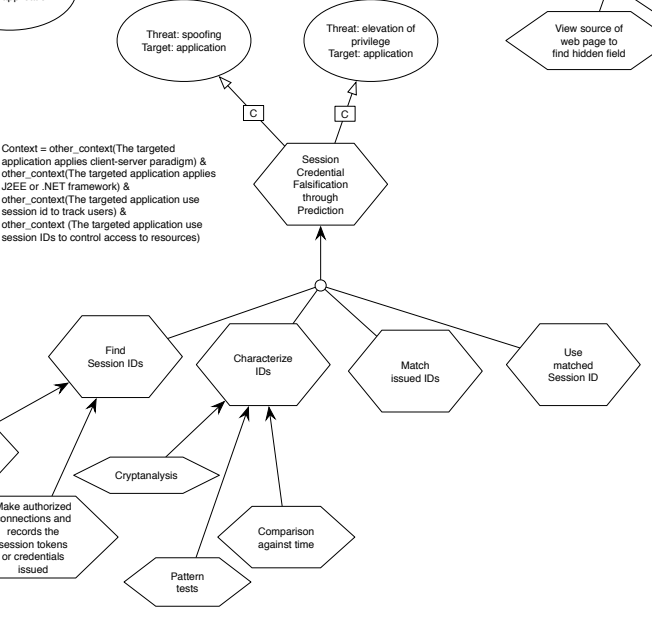 Threat: spoofing
Target: application
Threat: elevation of
privilege
Target: application
View source of
web page to
find hidden field
C
C
Context = other_context(The targeted
application applies client-server paradigm) &
other_context(The targeted application applies
J2EE or .NET framework) &
other_context(The targeted application use
session id to track users) &
other_context (The targeted application use
session IDs to control access to resources)
Session
Credential
Falsification
through
Prediction
Find
Session IDs
Characterize
IDs
Match
issued IDs
Use
matched
Session ID
Cryptanalysis
Make authorized
connections and
records the
session tokens
or credentials
issued
Comparison
against time
Pattern
tests